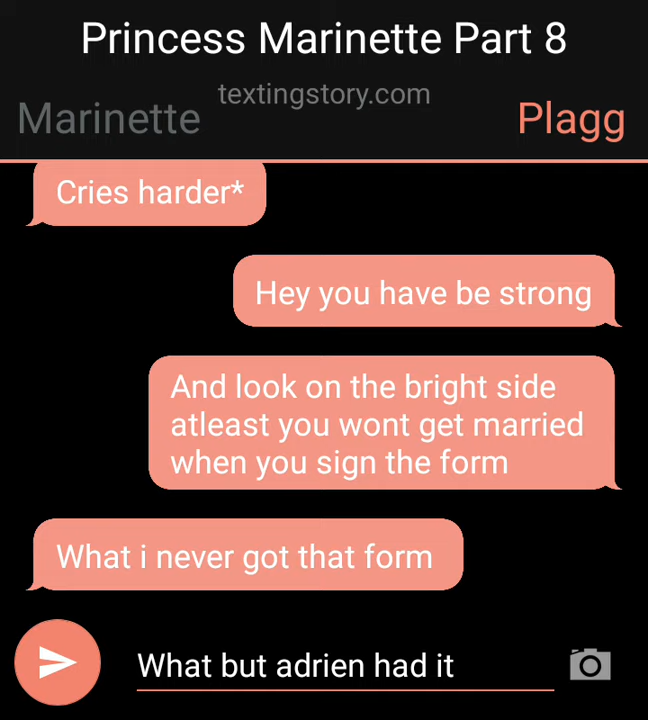 Princess Marinette Part 8
textingstory.com
Marinette
Plagg
Cries harder*
Hey you have be strong
And look on the bright side
atleast you wont get married
when you sign the form
What i never got that form
What but adrien had it